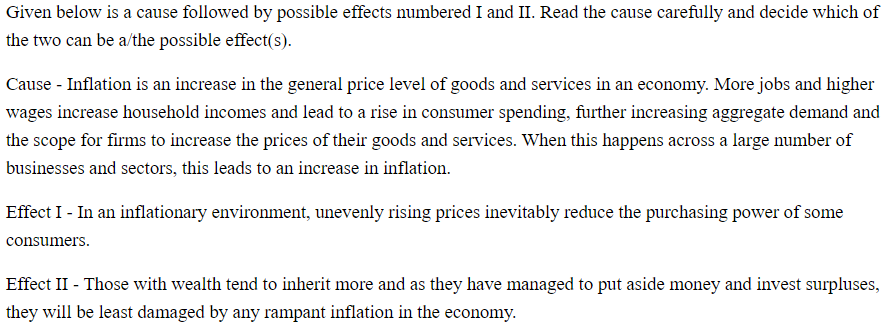 Given below is a cause followed by possible effects numbered I and II. Read the cause carefully and decide which of
the two can be a/the possible effect(s).
Cause - Inflation is an increase in the general price level of goods and services in an economy. More jobs and higher
wages increase household incomes and lead to a rise in consumer spending, further increasing aggregate demand and
the scope for firms to increase the prices of their goods and services. When this happens across a large number of
businesses and sectors, this leads to an increase in inflation.
Effect I - In an inflationary environment, unevenly rising prices inevitably reduce the purchasing power of some
consumers.
Effect II - Those with wealth tend to inherit more and as they have managed to put aside money and invest surpluses,
they will be least damaged by any rampant inflation in the economy.